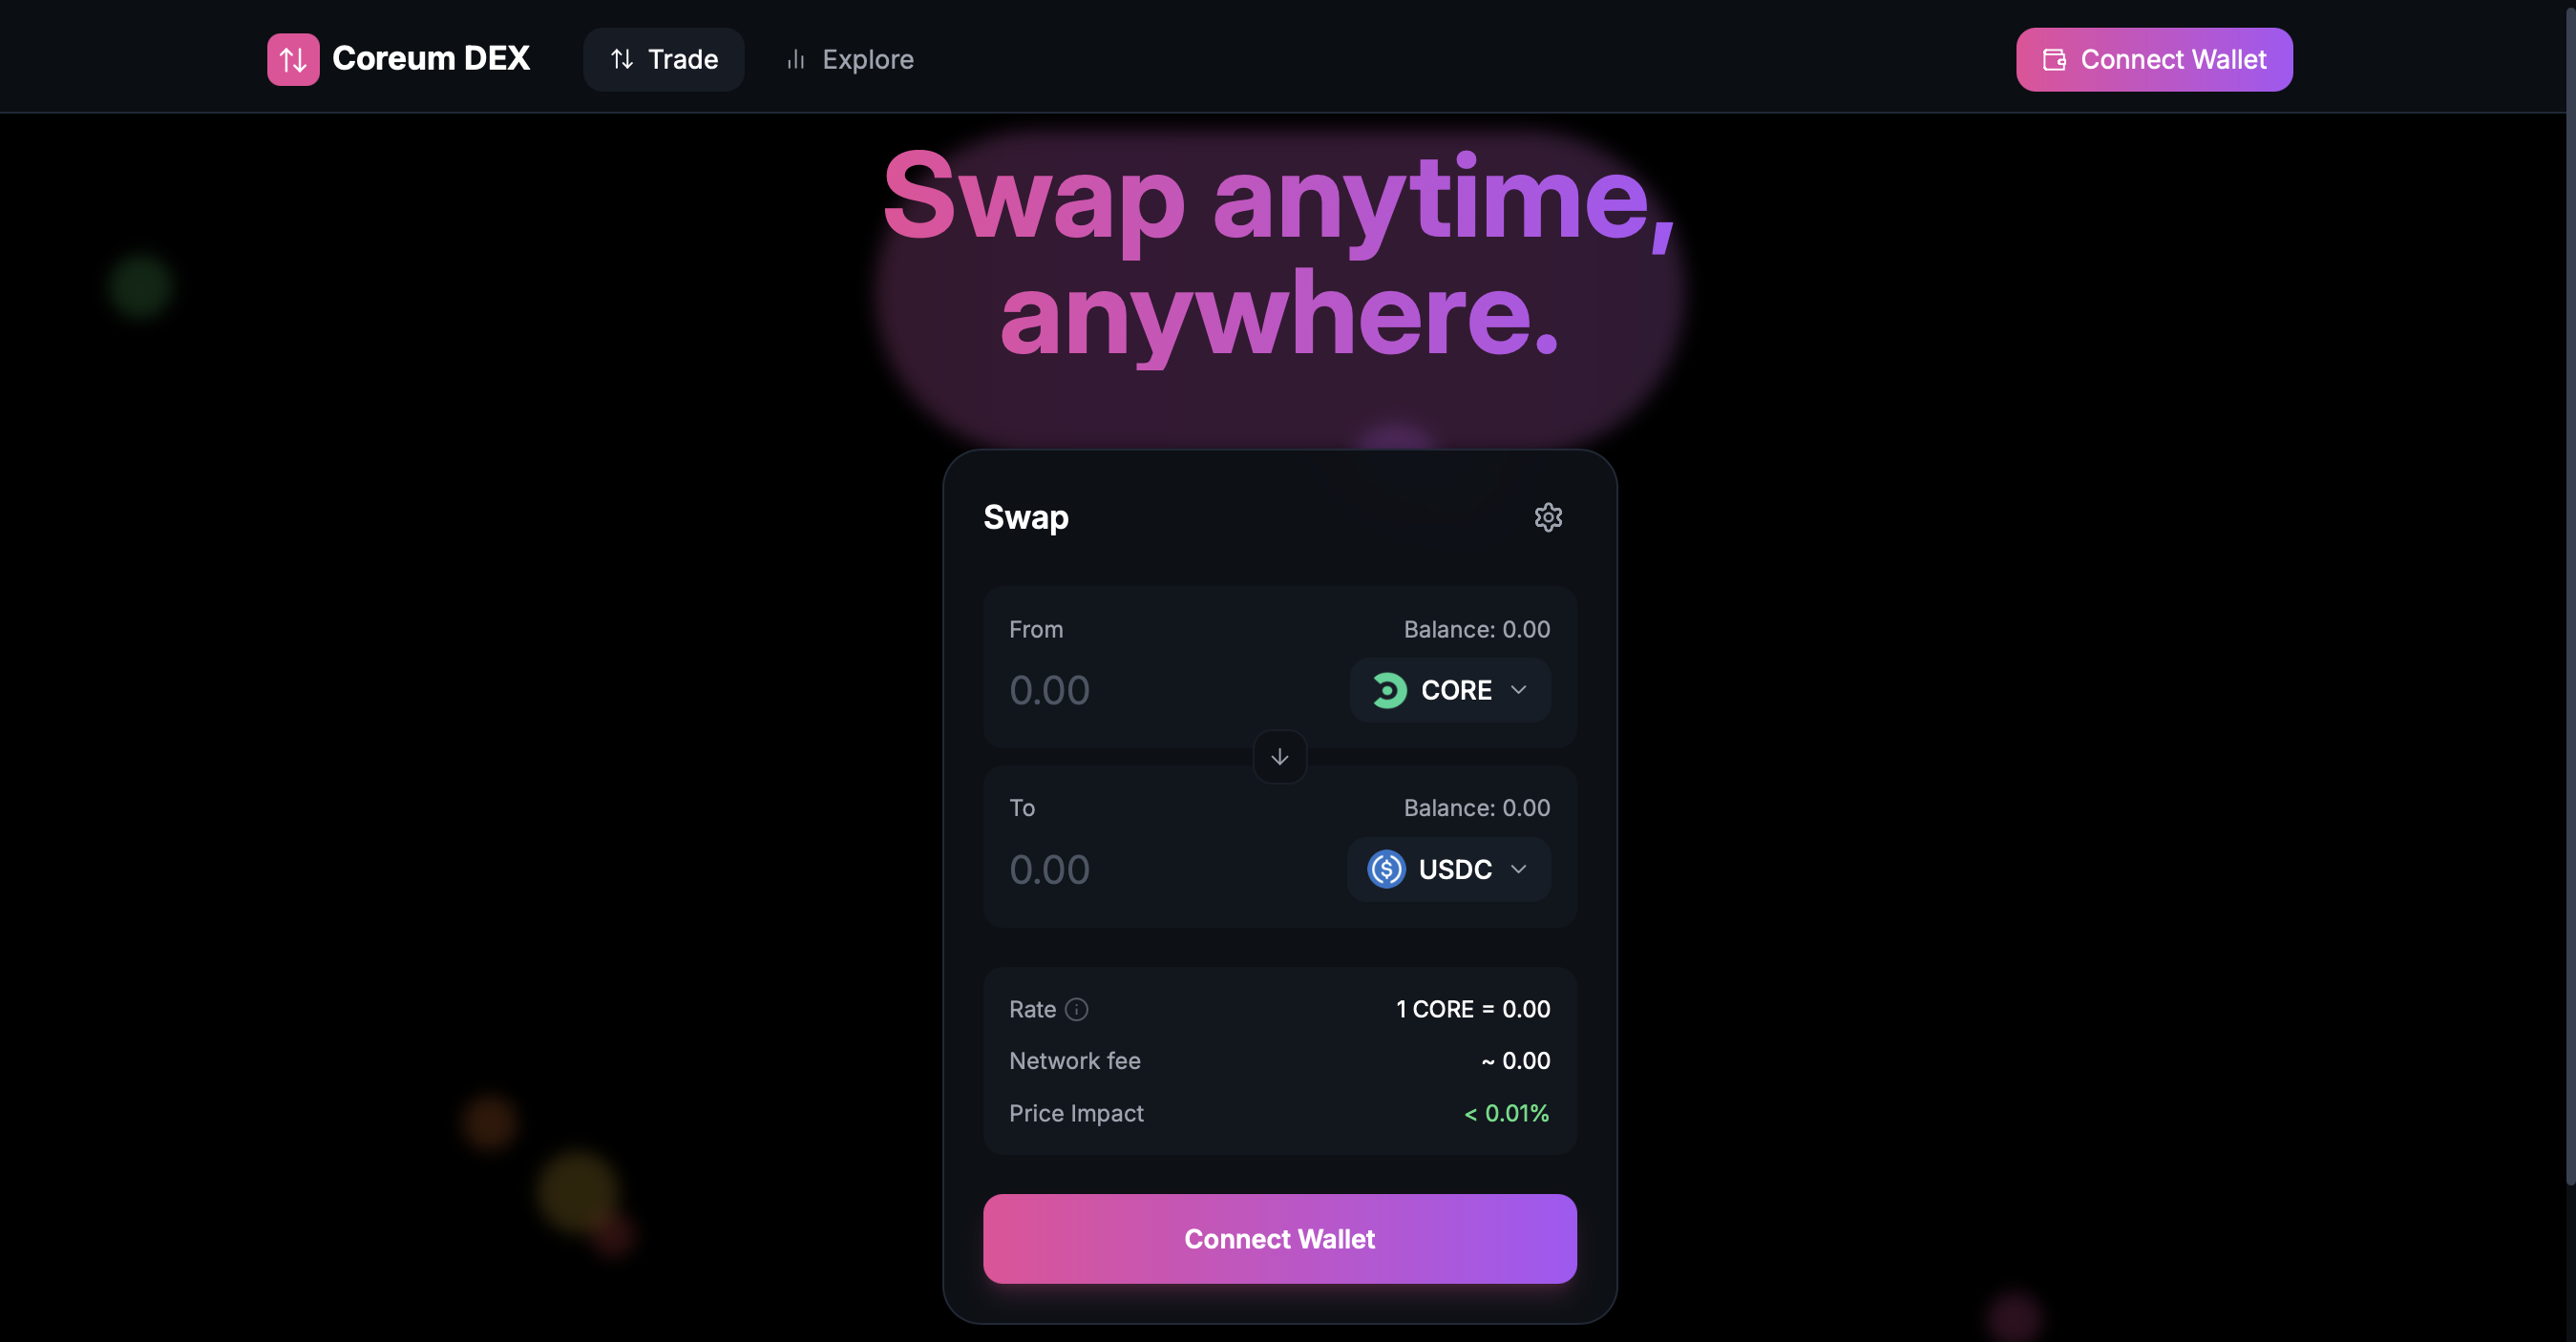 Coreum DEX
Trade
Explore
Connect Wallet
Swap anytime,
anywhere.
Swap
From
Balance: 0.00
0.00
CORE
To
Balance: 0.00
0.00
USDC
Rate
1 CORE = 0.00
Network fee
~ 0.00
Price Impact
< 0.01%
Connect Wallet